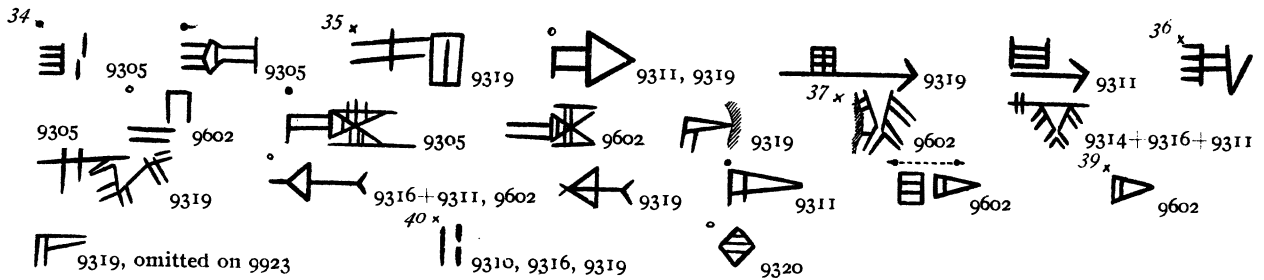 34 × 9305 9305 35 × 9319 9311, 9319 9319 9311 36 ×
9305 9602 9305 9602 9319 37 × 9602 9314+9316+9311
9319 9316+9311, 9602 9319 9311 9602 39 × 9602
9319, omitted on 9923 40 × 9310, 9316, 9319 9320